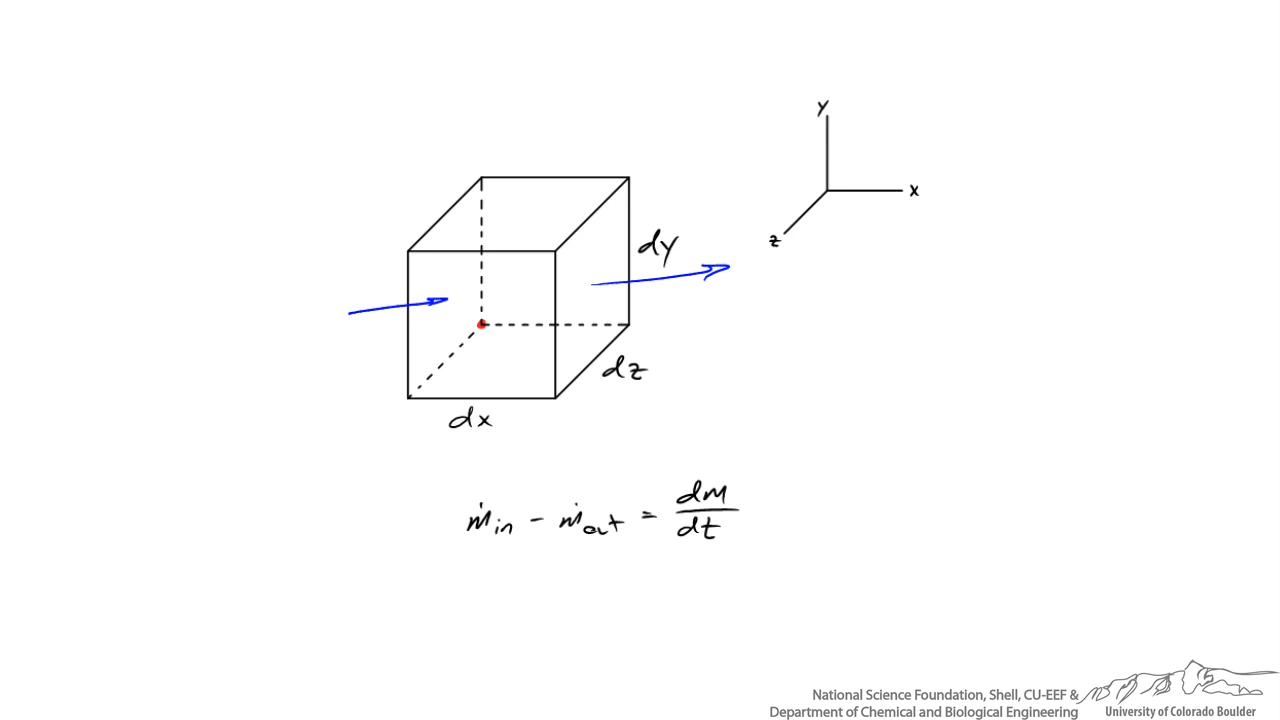 y
x
z
dy
dz
dx
ṁin - ṁout = dM/dt
National Science Foundation, Shell, CU-EEF &
Department of Chemical and Biological Engineering
University of Colorado Boulder